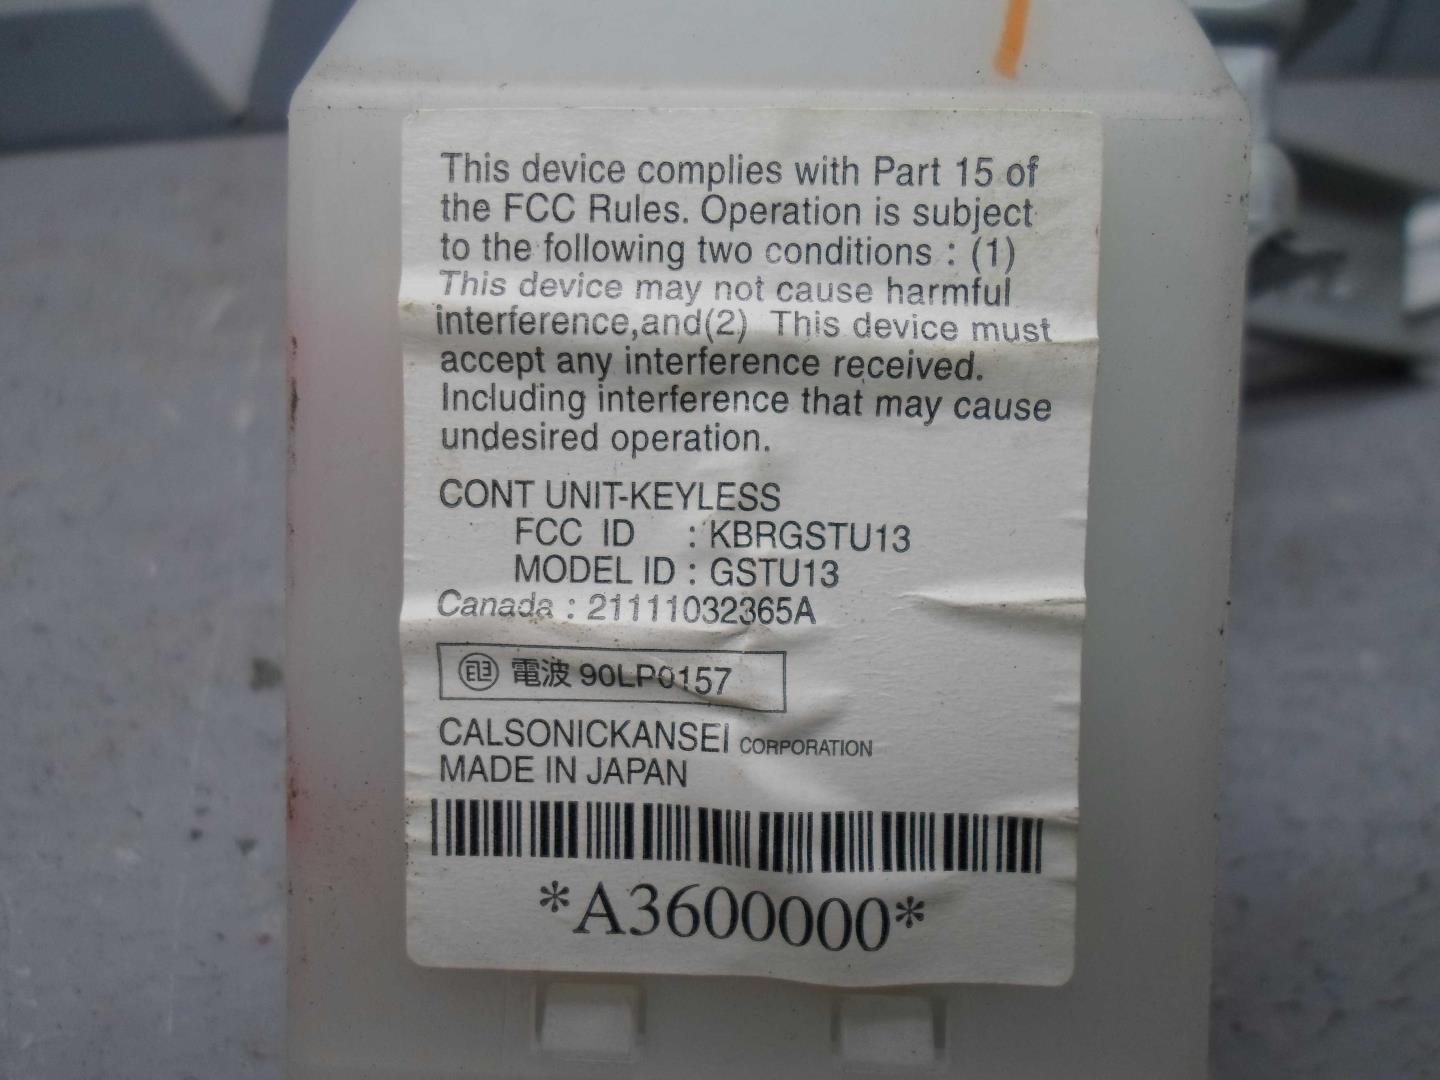 This device complies with Part 15 of
the FCC Rules. Operation is subject
to the following two conditions : (1)
This device may not cause harmful
interference,and(2) This device must
accept any interference received.
Including interference that may cause
undesired operation.
CONT UNIT-KEYLESS
FCC ID : KBRGSTU13
MODEL ID : GSTU13
Canada : 21111032365A
電波 90LP0157
CALSONICKANSEI CORPORATION
MADE IN JAPAN
*A3600000*